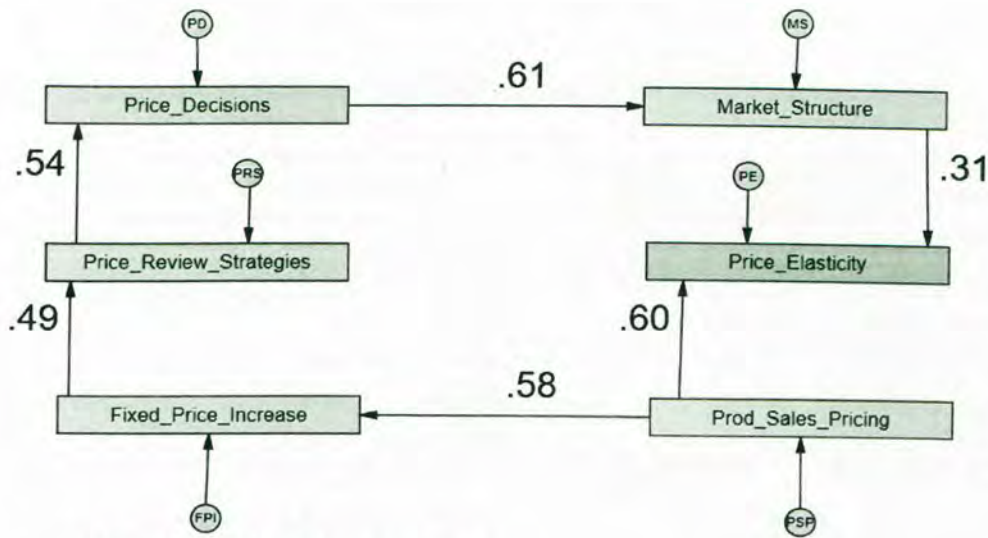 PD
MS
.61
Price_Decisions
Market_Structure
.54
PRS
PE
.31
Price_Review_Strategies
Price_Elasticity
.49
.60
.58
Fixed_Price_Increase
Prod_Sales_Pricing
FPI
PSP